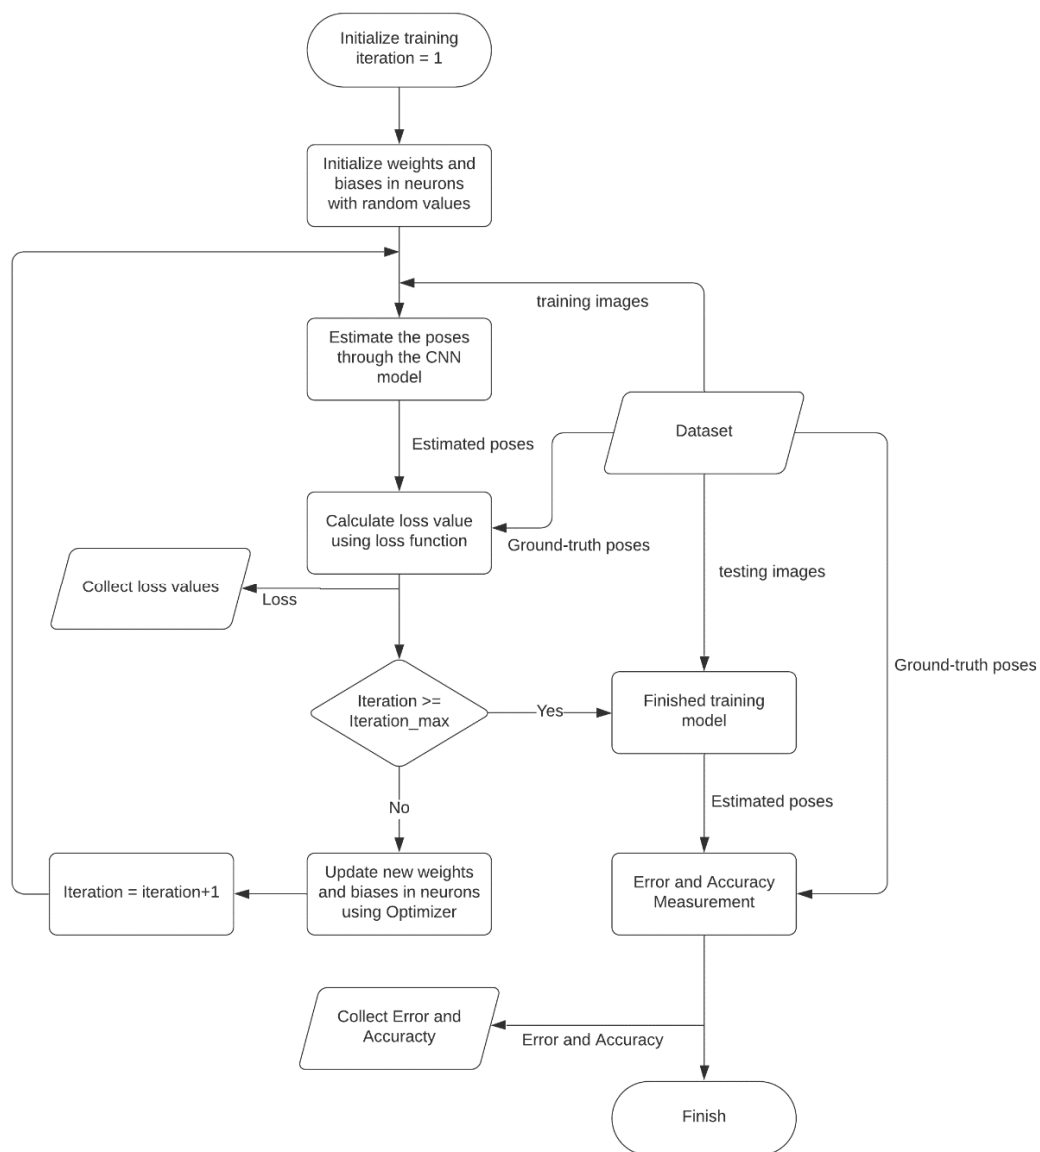 Initialize training
iteration = 1
Initialize weights and
biases in neurons
with random values
training images
Estimate the poses
through the CNN
model
Dataset
Estimated poses
Calculate loss value
using loss function
Ground-truth poses
testing images
Collect loss values
Loss
Ground-truth poses
Iteration >=
Iteration_max
Yes
Finished training
model
No
Estimated poses
Iteration = iteration+1
Update new weights
and biases in neurons
using Optimizer
Error and Accuracy
Measurement
Collect Error and
Accuracty
Error and Accuracy
Finish